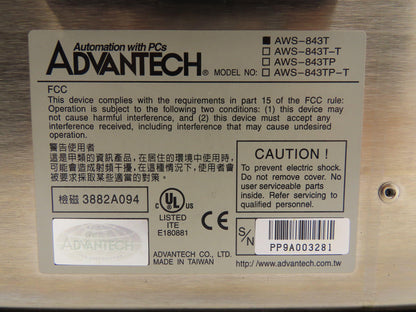 Automation with PCs
ADVANTECH® MODEL NO:
■ AWS-843T
□ AWS-843T-T
□ AWS-843TP
□ AWS-843TP-T
FCC
This device complies with the requirements in part 15 of the FCC rule:
Operation is subject to the following two conditions: (1) this device may
not cause harmful interference, and (2) this device must accept any
interference received, including interference that may cause undesired
operation.
警告使用者
這是甲類的資訊產品，在居住的環境中使用時，
可能會造成射頻干擾，在這種情況下，使用者會
被要求採取某些適當的對策。
檢磁 3882A094
UL
LISTED
ITE
E180881
CE
CAUTION !
To prevent electric shock.
Do not remove cover. No
user serviceable parts
inside. Refer servicing to
qualified personnel.
S/N
PP9A003281
ADVANTECH
ADVANTECH CO., LTD.
MADE IN TAIWAN
http://www.advantech.com.tw